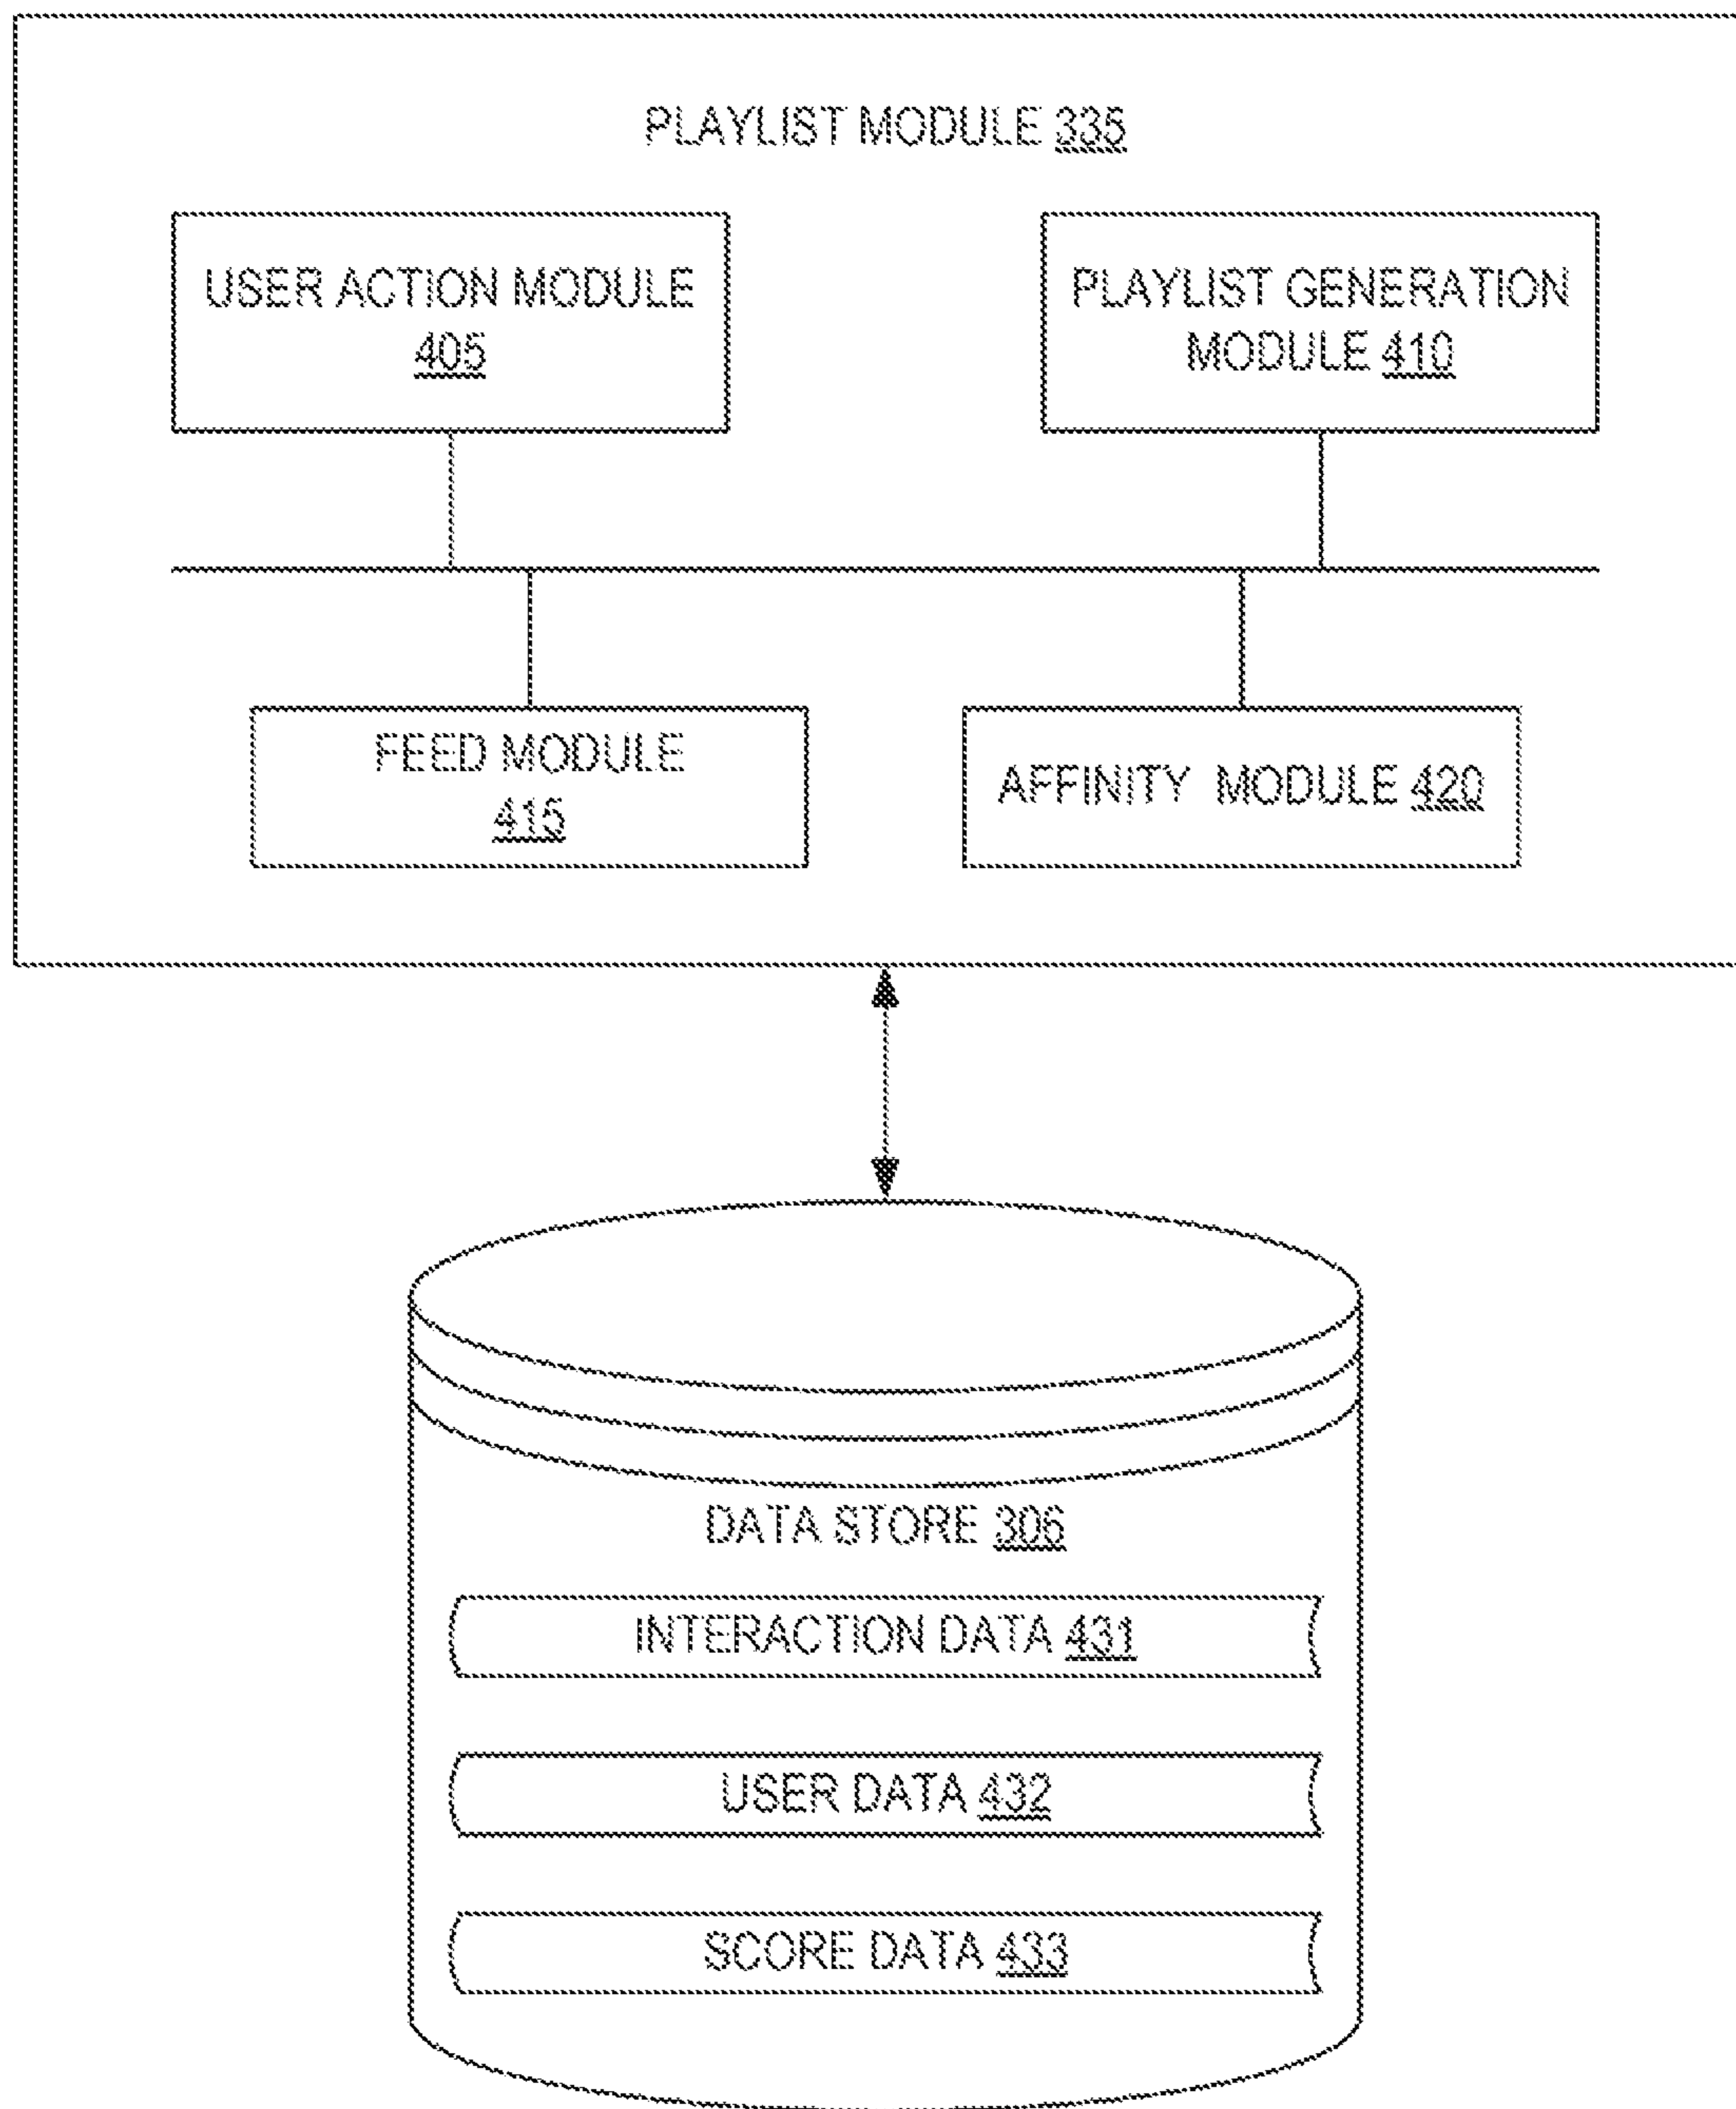 PLAYLIST MODULE 335
USER ACTION MODULE
405
PLAYLIST GENERATION
MODULE 410
FEED MODULE
415
AFFINITY MODULE 420
DATA STORE 306
INTERACTION DATA 431
USER DATA 432
SCORE DATA 433